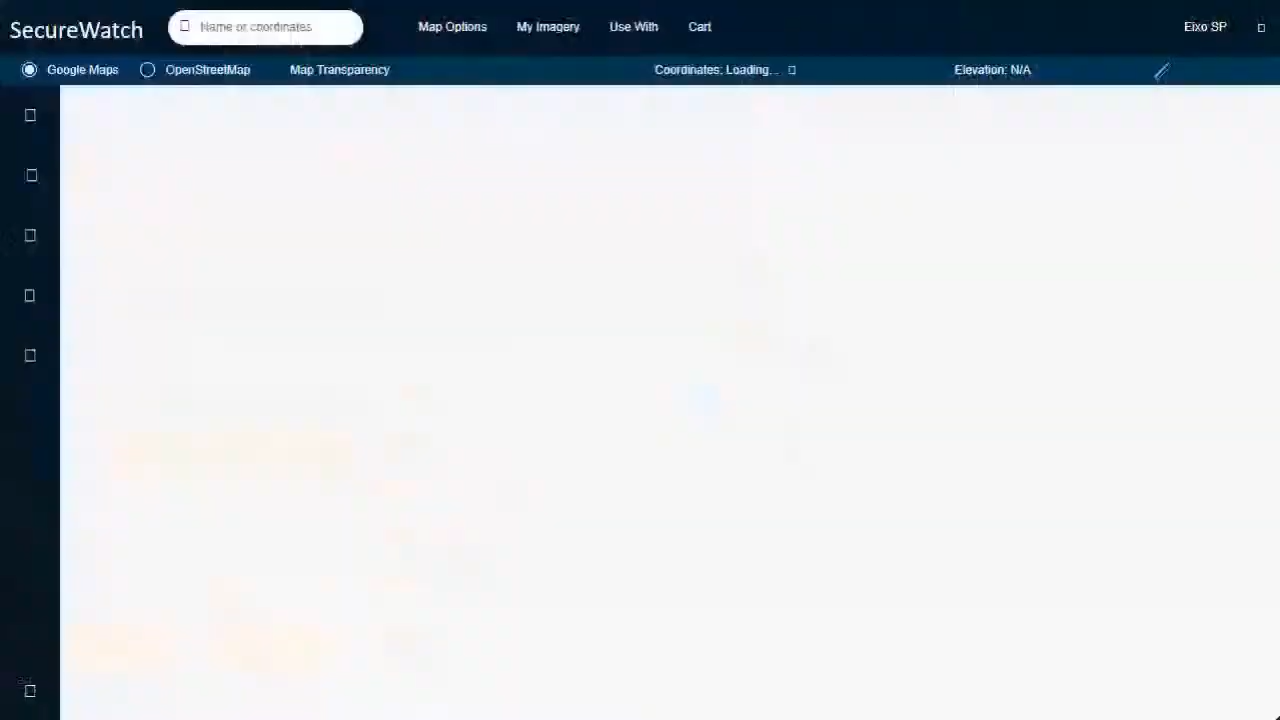 SecureWatch
Name or coordinates
Map Options
My Imagery
Use With
Cart
Eixo SP
Google Maps
OpenStreetMap
Map Transparency
Coordinates: Loading...
Elevation: N/A